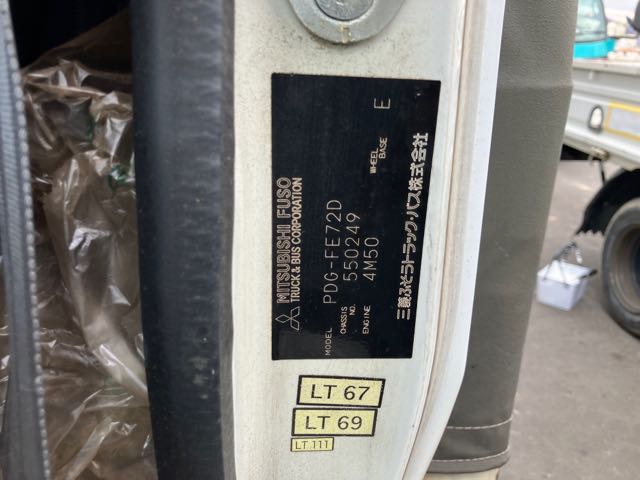 MITSUBISHI FUSO
TRUCK & BUS CORPORATION
MODEL PDG-FE72D
CHASSIS NO. 550249
ENGINE 4M50 WHEEL BASE E
三菱ふそうトラック・バス株式会社
LT 67
LT 69
LT 111